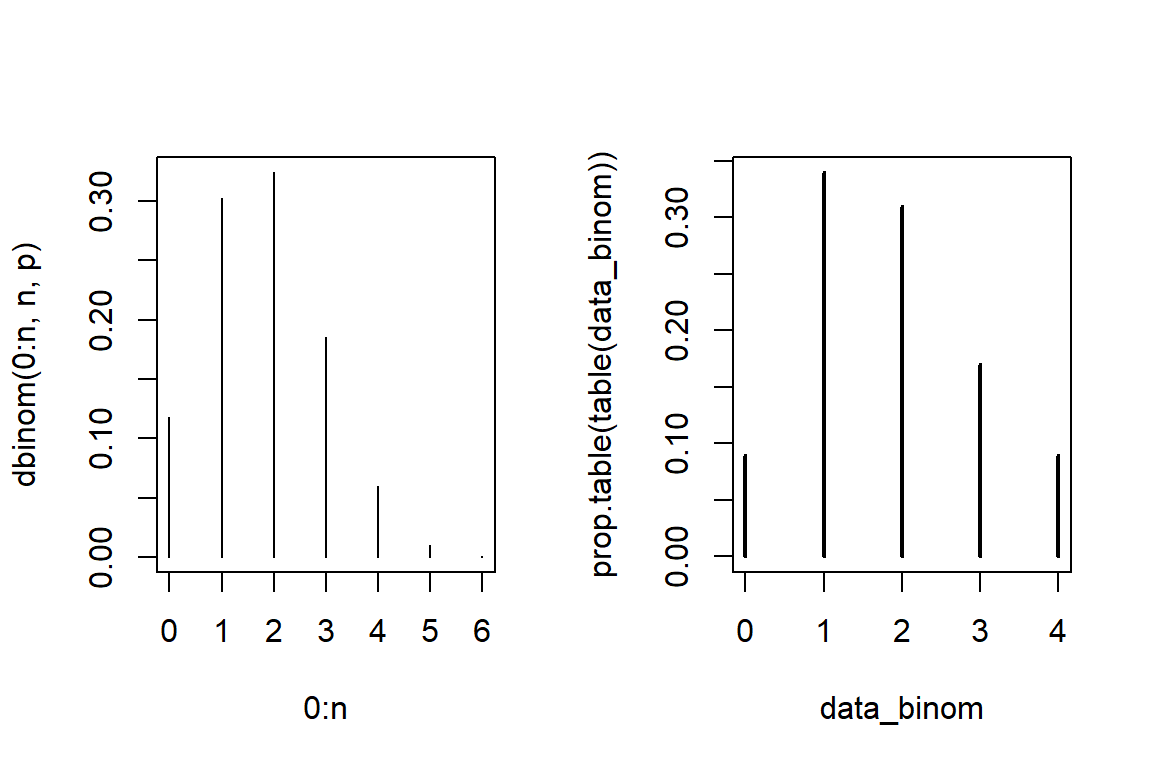 dbinom(0:n, n, p)
0.30
0.20
0.10
0.00
0 1 2 3 4 5 6
0:n
prop.table(table(data_binom))
0.30
0.20
0.10
0.00
0 1 2 3 4
data_binom